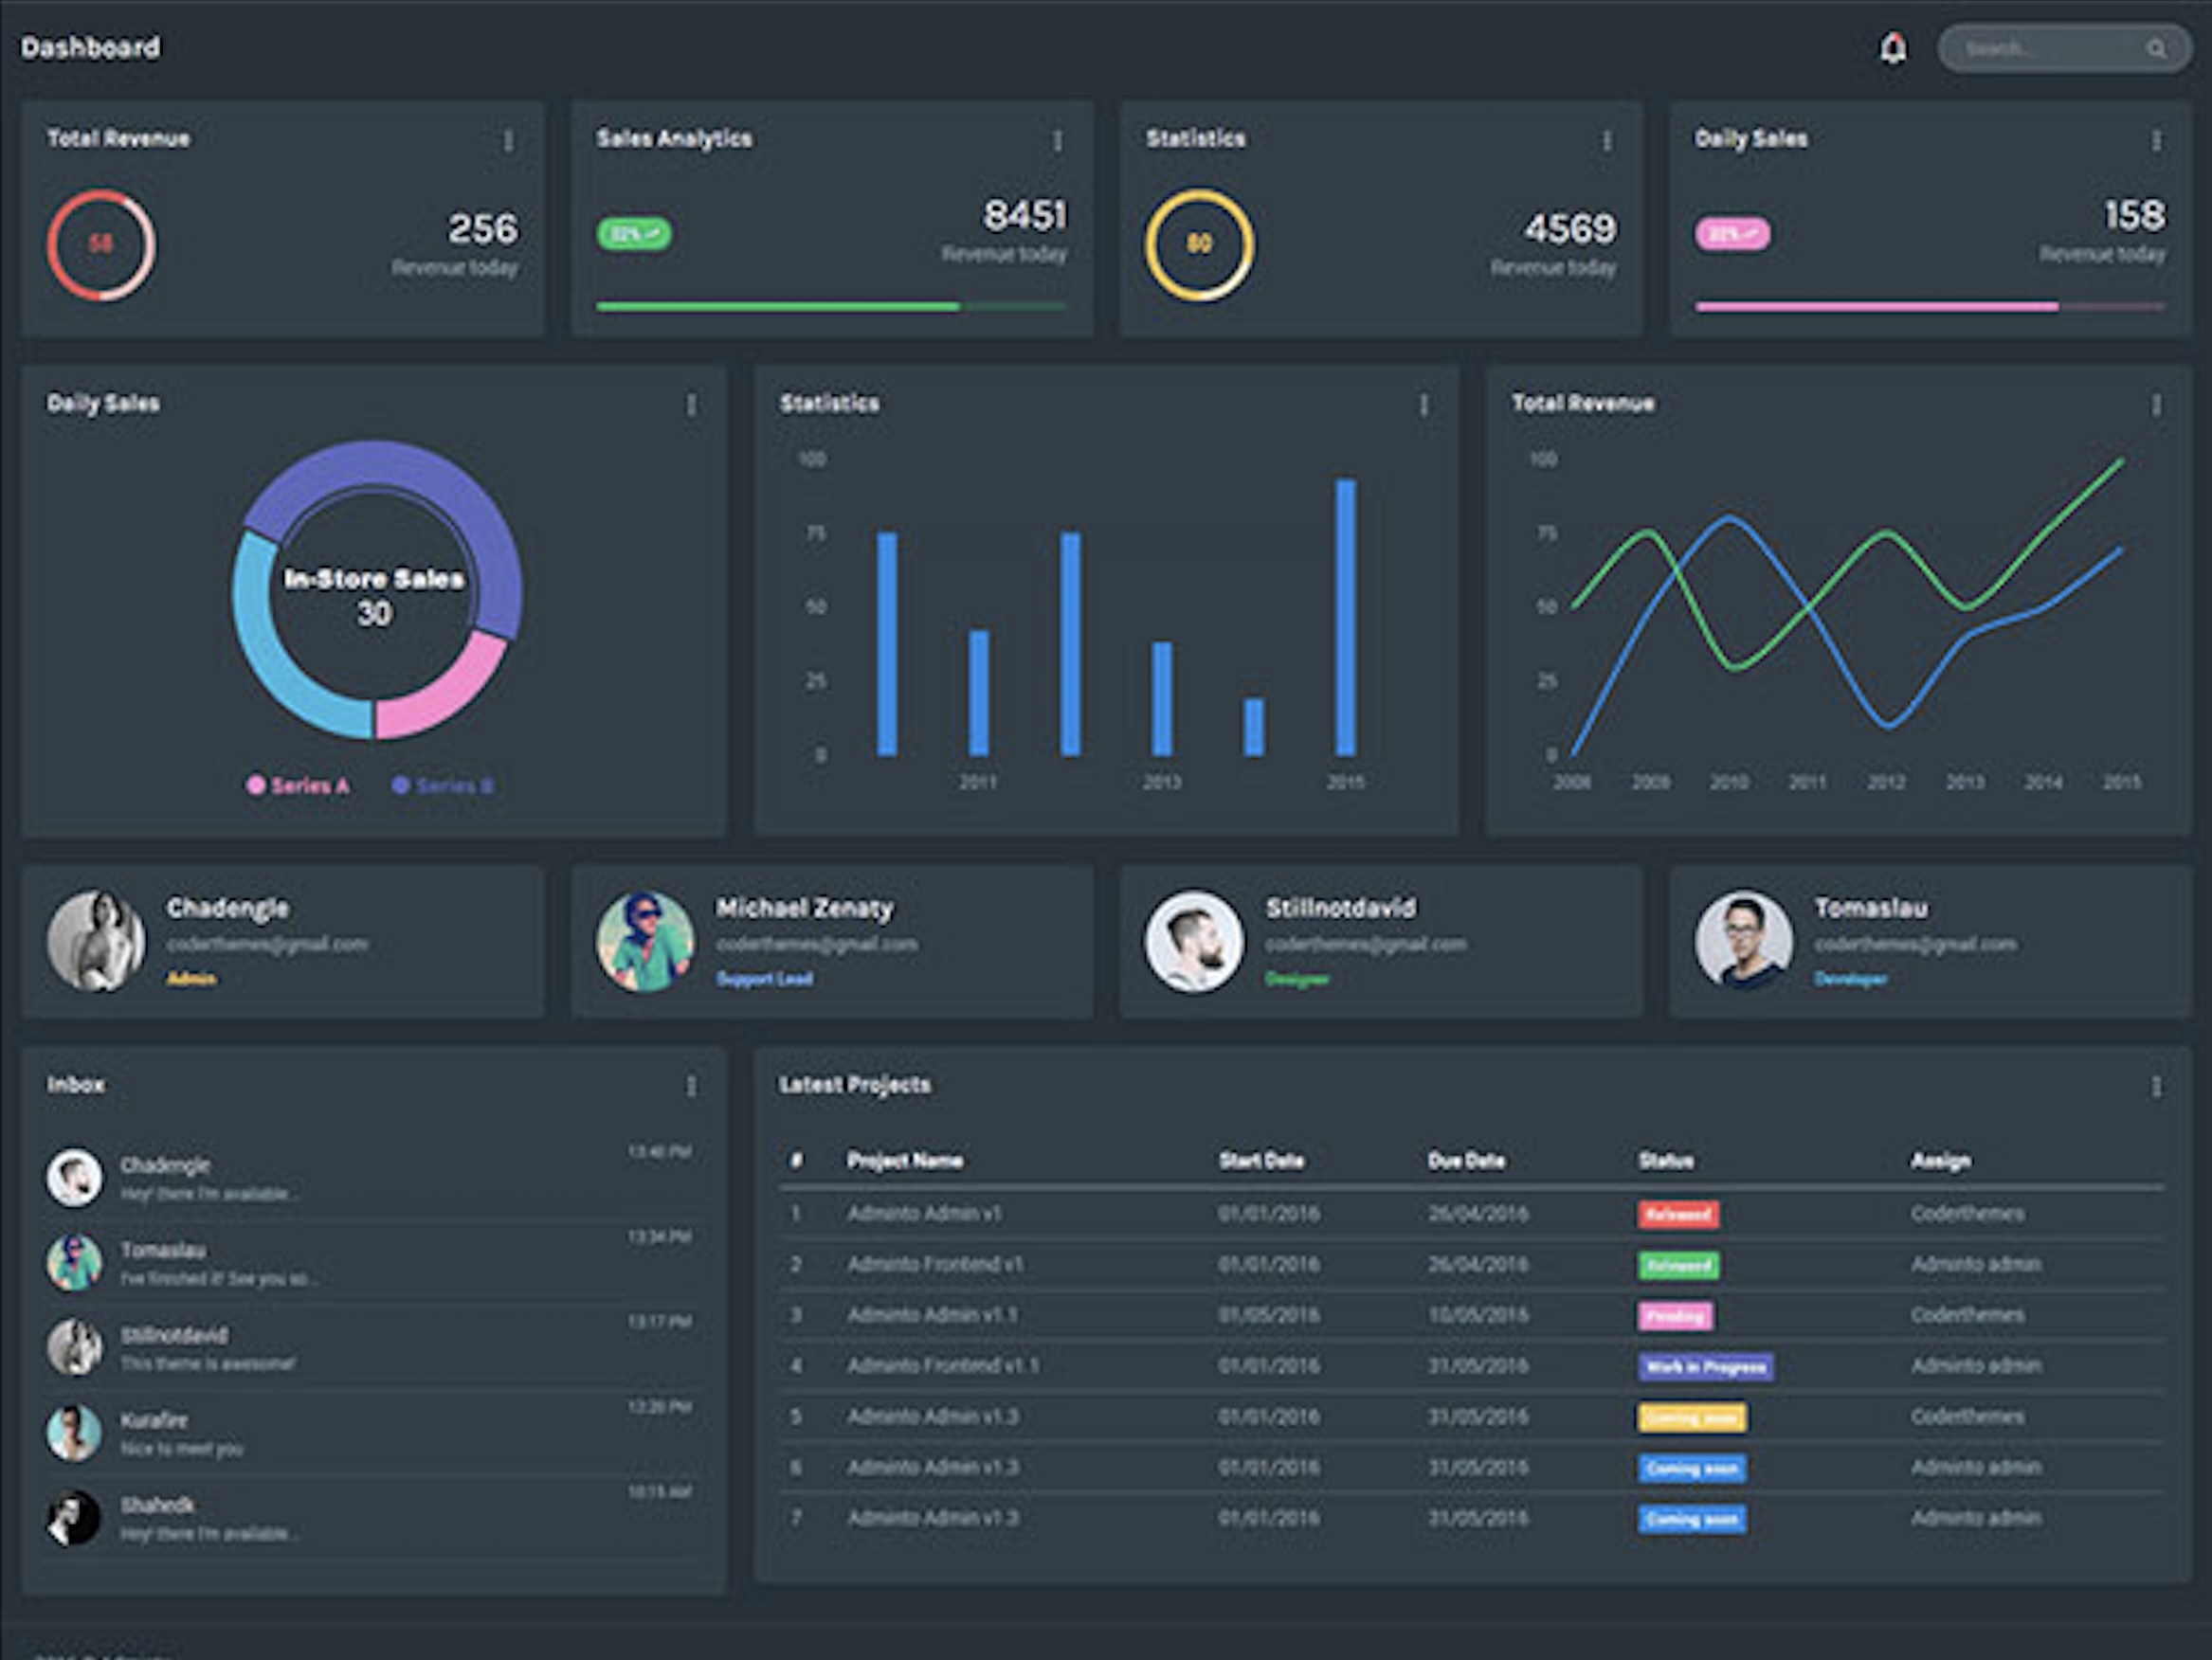 Dashboard
Search...
Total Revenue
58
256
Revenue today
Sales Analytics
32%
8451
Revenue today
Statistics
80
4569
Revenue today
Daily Sales
32%
158
Revenue today
Daily Sales
In-Store Sales
30
Series A Series B
Statistics
100
75
50
25
0
2011 2013 2015
Total Revenue
100
75
50
25
0
2008 2009 2010 2011 2012 2013 2014 2015
Chadengle
coderthemes@gmail.com
Admin
Michael Zenaty
coderthemes@gmail.com
Support Lead
Stillnotdavid
coderthemes@gmail.com
Designer
Tomaslau
coderthemes@gmail.com
Developer
Inbox
Chadengle 13:40 PM
Hey! there I'm available...
Tomaslau 13:34 PM
I've finished it! See you so...
Stillnotdavid 13:17 PM
This theme is awesome!
Kurafire 12:20 PM
Nice to meet you
Shahedk 10:15 AM
Hey! there I'm available...
Latest Projects
# Project Name Start Date Due Date Status Assign
1 Adminto Admin v1 01/01/2016 26/04/2016 Released Coderthemes
2 Adminto Frontend v1 01/01/2016 26/04/2016 Released Adminto admin
3 Adminto Admin v1.1 01/05/2016 10/05/2016 Pending Coderthemes
4 Adminto Frontend v1.1 01/01/2016 31/05/2016 Work in Progress Adminto admin
5 Adminto Admin v1.3 01/01/2016 31/05/2016 Coming soon Coderthemes
6 Adminto Admin v1.3 01/01/2016 31/05/2016 Coming soon Adminto admin
7 Adminto Admin v1.3 01/01/2016 31/05/2016 Coming soon Adminto admin